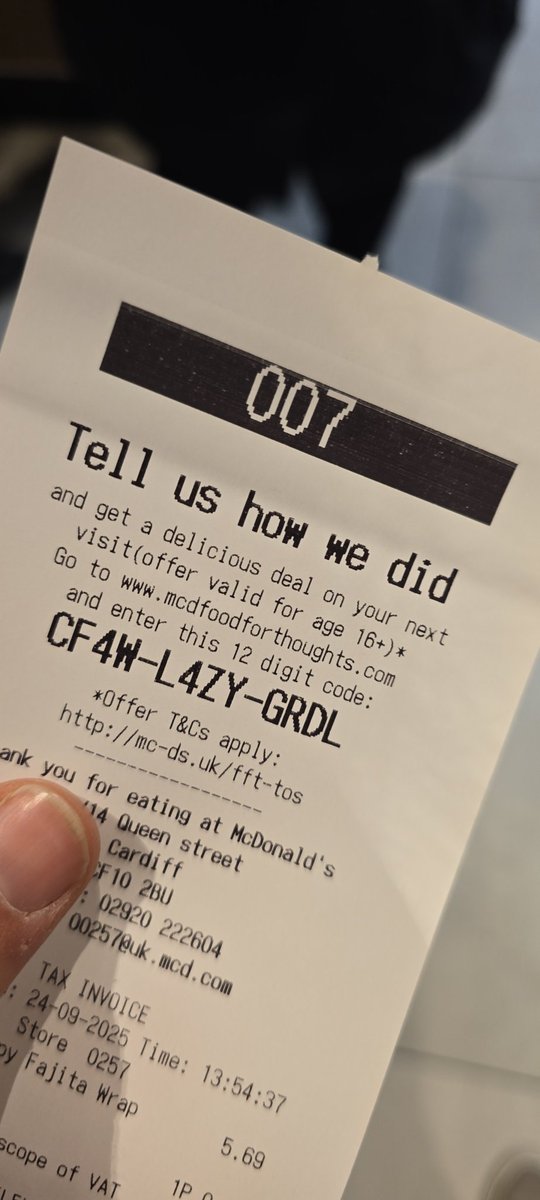 007
Tell us how we did
and get a delicious deal on your next
visit(offer valid for age 16+)*
Go to www.mcdfoodforthoughts.com
and enter this 12 digit code:
CF4W-L4ZY-GRDL
*Offer T&Cs apply:
http://mc-ds.uk/fft-tos
------------------
you for eating at McDonald's
Queen street
Cardiff
CF10 2BU
: 02920 222604
00257@uk.mcd.com
TAX INVOICE
: 24-09-2025 Time: 13:54:37
Store 0257
Fajita Wrap
5.69
scope of VAT